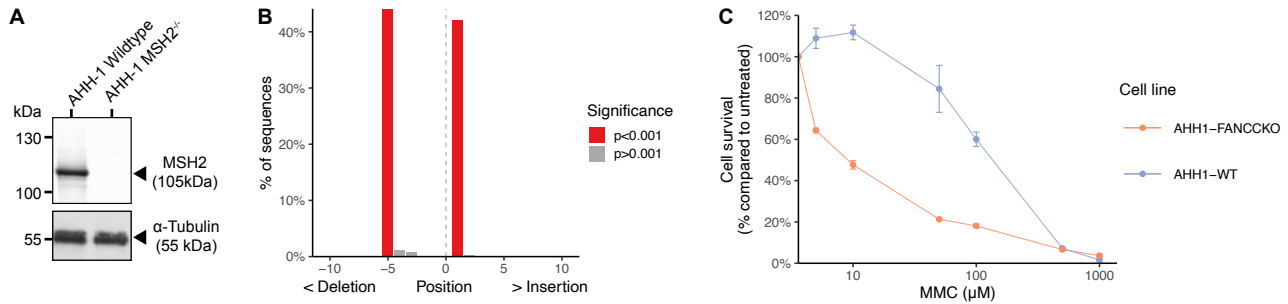 A
AHH-1 Wildtype
AHH-1 MSH2-/-
kDa
130
100
55
MSH2
(105kDa)
α-Tubulin
(55 kDa)
B
% of sequences
40%
30%
20%
10%
0%
-10
-5
0
5
10
< Deletion
Position
> Insertion
Significance
p<0.001
p>0.001
C
Cell survival
(% compared to untreated)
120%
100%
80%
60%
40%
20%
0%
10
100
1000
MMC (μM)
Cell line
AHH1–FANCCKO
AHH1–WT